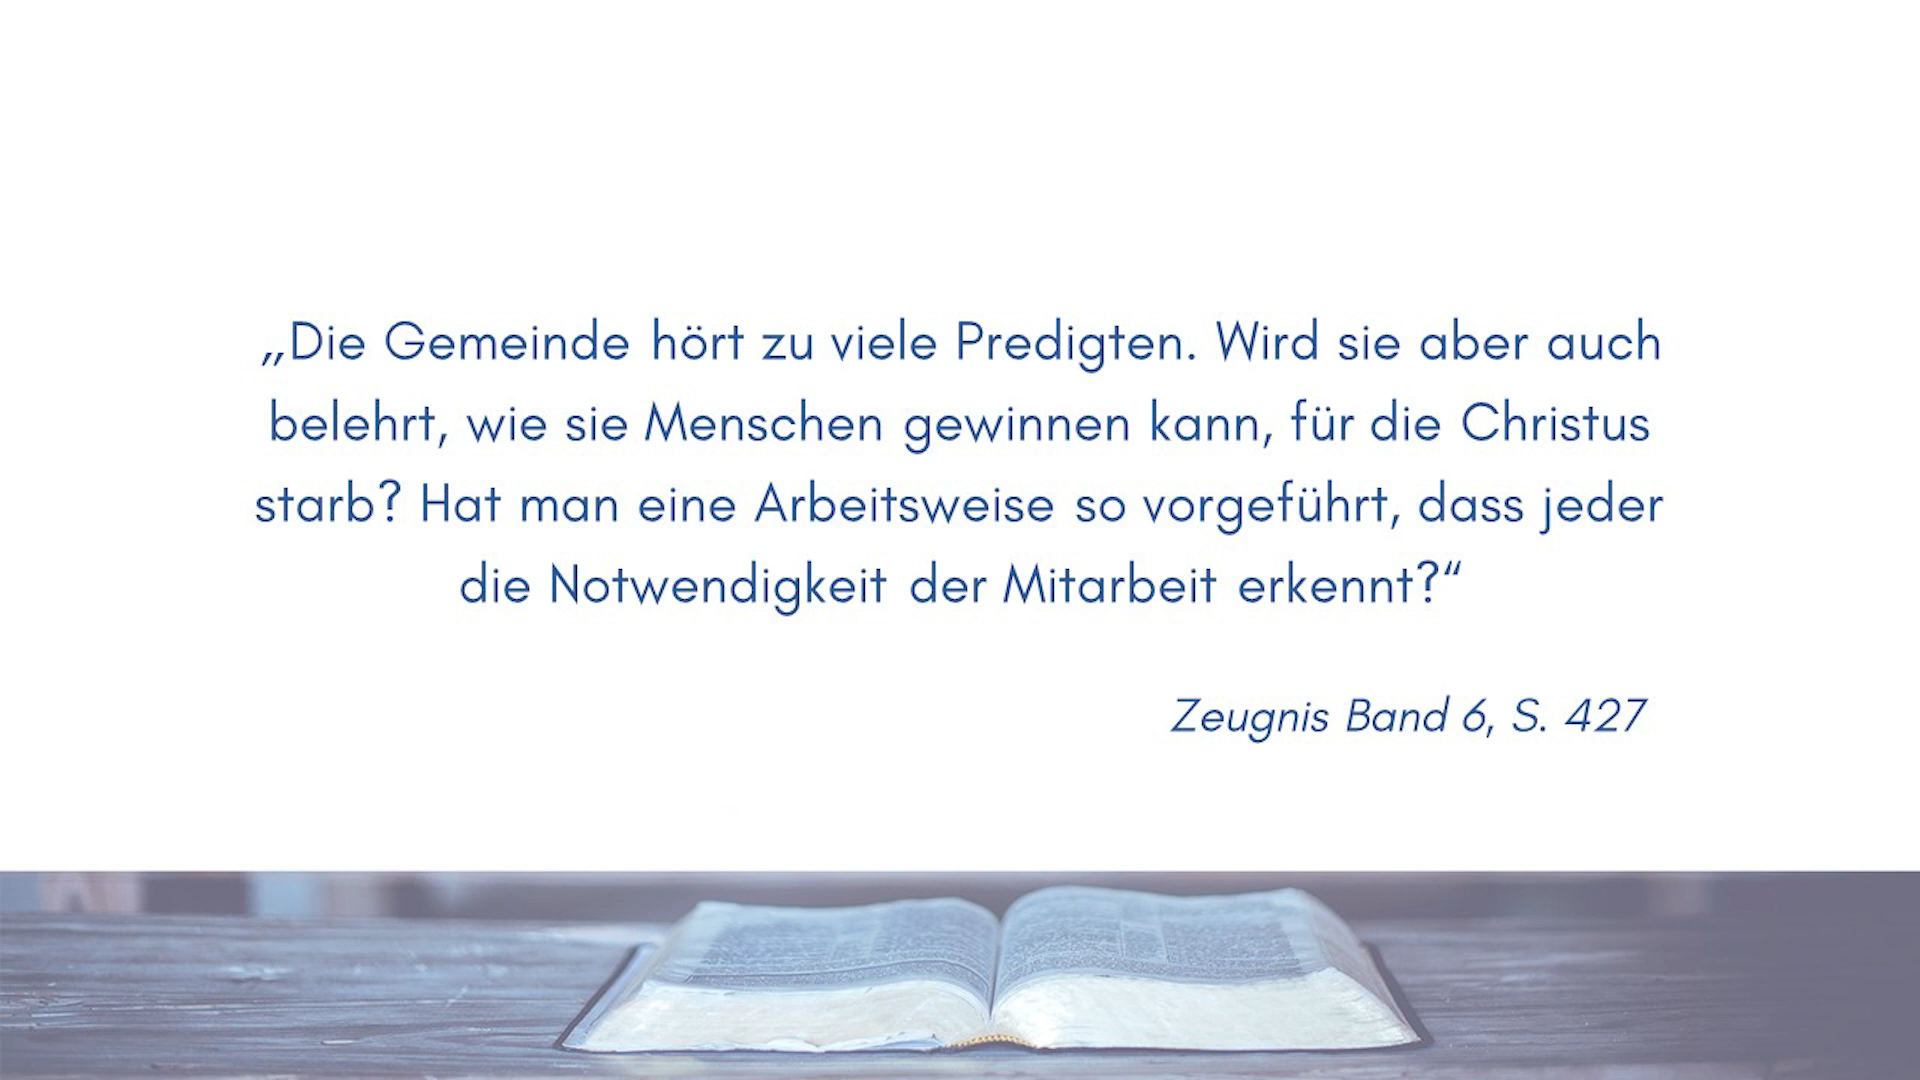 „Die Gemeinde hört zu viele Predigten. Wird sie aber auch
belehrt, wie sie Menschen gewinnen kann, für die Christus
starb? Hat man eine Arbeitsweise so vorgeführt, dass jeder
die Notwendigkeit der Mitarbeit erkennt?“
Zeugnis Band 6, S. 427